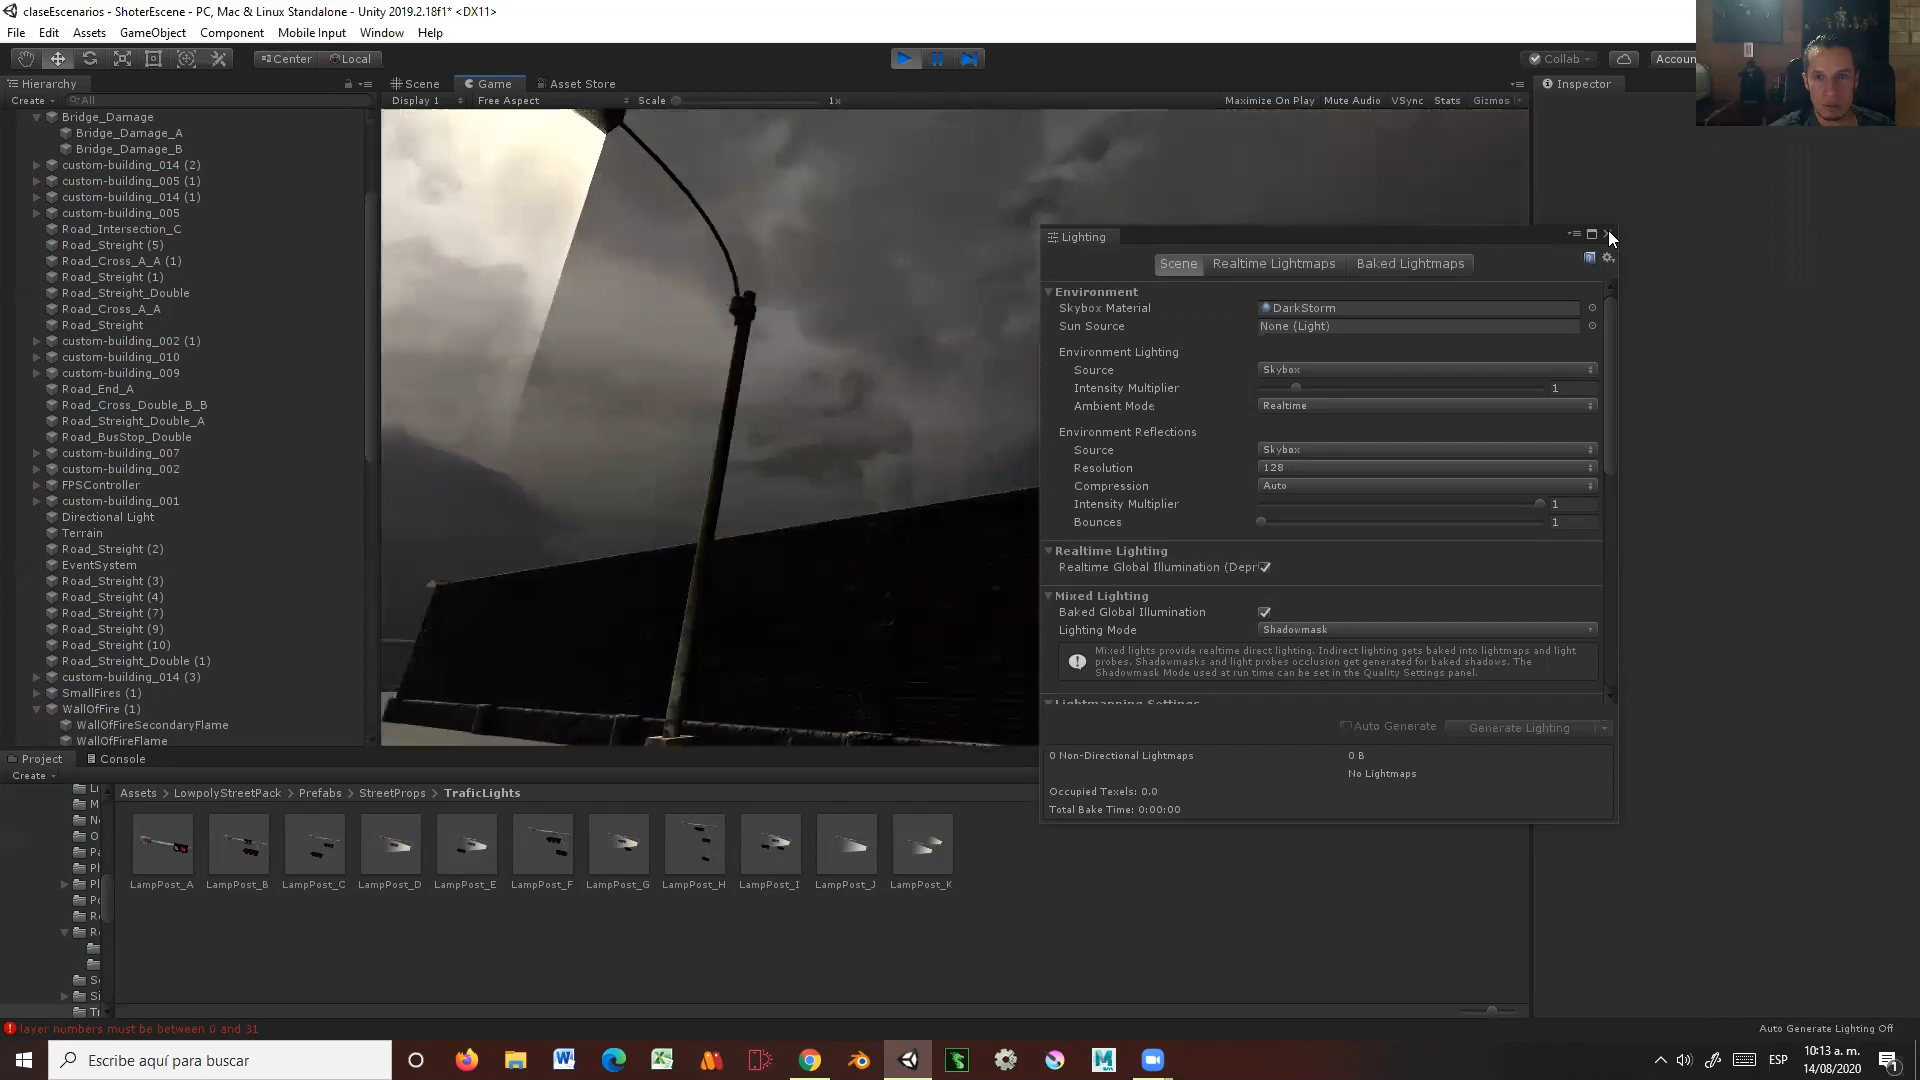 claseEscenarios - ShoterEscene - PC, Mac & Linux Standalone - Unity 2019.2.18f1* <DX11>
File Edit Assets GameObject Component Mobile Input Window Help
Center Local
Collab
Accoun
Hierarchy
Create
All
Bridge_Damage
Bridge_Damage_A
Bridge_Damage_B
custom-building_014 (2)
custom-building_005 (1)
custom-building_014 (1)
custom-building_005
Road_Intersection_C
Road_Streight (5)
Road_Cross_A_A (1)
Road_Streight (1)
Road_Streight_Double
Road_Cross_A_A
Road_Streight
custom-building_002 (1)
custom-building_010
custom-building_009
Road_End_A
Road_Cross_Double_B_B
Road_Streight_Double_A
Road_BusStop_Double
custom-building_007
custom-building_002
FPSController
custom-building_001
Directional Light
Terrain
Road_Streight (2)
EventSystem
Road_Streight (3)
Road_Streight (4)
Road_Streight (7)
Road_Streight (9)
Road_Streight (10)
Road_Streight_Double (1)
custom-building_014 (3)
SmallFires (1)
WallOfFire (1)
WallOfFireSecondaryFlame
WallOfFireFlame
Scene Game Asset Store
Display 1 Free Aspect Scale 1x Maximize On Play Mute Audio VSync Stats Gizmos
Inspector
Lighting
Scene Realtime Lightmaps Baked Lightmaps
Environment
Skybox Material DarkStorm
Sun Source None (Light)
Environment Lighting
Source Skybox
Intensity Multiplier 1
Ambient Mode Realtime
Environment Reflections
Source Skybox
Resolution 128
Compression Auto
Intensity Multiplier 1
Bounces 1
Realtime Lighting
Realtime Global Illumination (Depr
Mixed Lighting
Baked Global Illumination
Lighting Mode Shadowmask
Mixed lights provide realtime direct lighting. Indirect lighting gets baked into lightmaps and light
probes. Shadowmasks and light probes occlusion get generated for baked shadows. The
Shadowmask Mode used at run time can be set in the Quality Settings panel.
Lightmapping Settings
Auto Generate Generate Lighting
0 Non-Directional Lightmaps 0 B
No Lightmaps
Occupied Texels: 0.0
Total Bake Time: 0:00:00
Project Console
Create
Assets > LowpolyStreetPack > Prefabs > StreetProps > TraficLights
LampPost_A LampPost_B LampPost_C LampPost_D LampPost_E LampPost_F LampPost_G LampPost_H LampPost_I LampPost_J LampPost_K
layer numbers must be between 0 and 31
Auto Generate Lighting Off
Escribe aquí para buscar
ESP
10:13 a. m.
14/08/2020